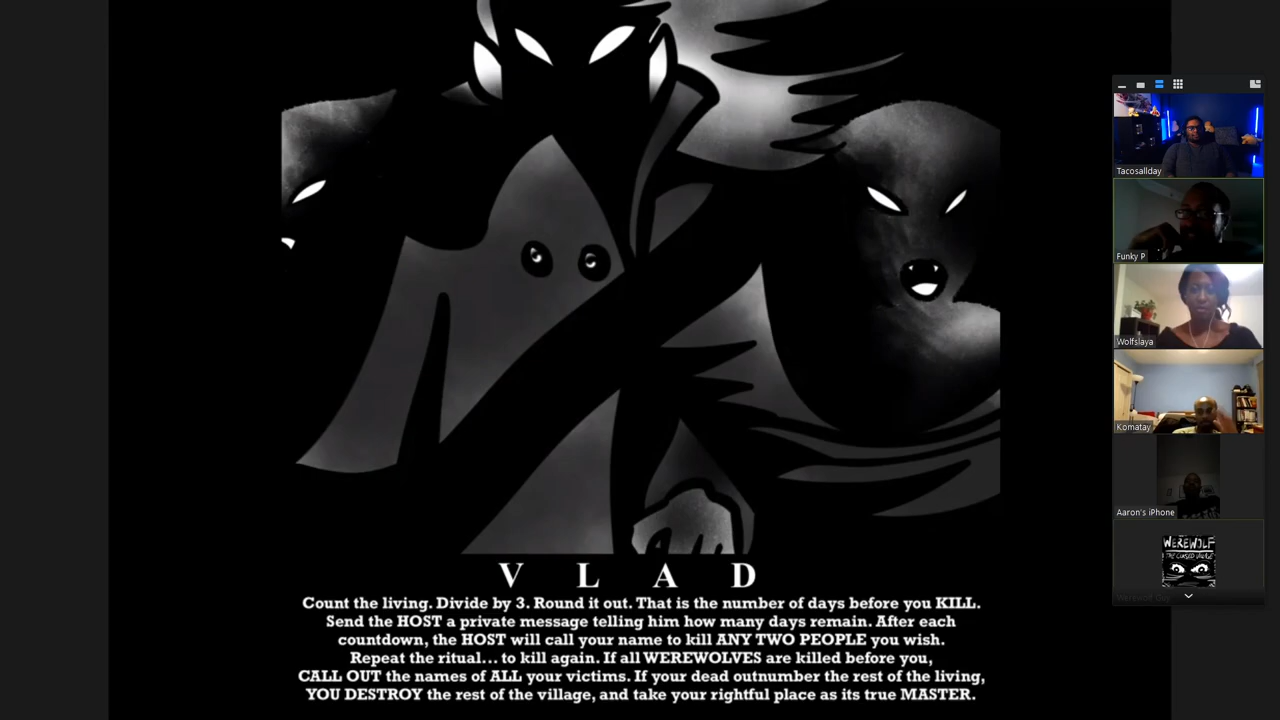 Tacosallday
Funky P
Wolfslaya
Komatay
Aaron's iPhone
WEREWOLF
THE CURSED VILLAGE
V L A D
Count the living. Divide by 3. Round it out. That is the number of days before you KILL.
Send the HOST a private message telling him how many days remain. After each
countdown, the HOST will call your name to kill ANY TWO PEOPLE you wish.
Repeat the ritual... to kill again. If all WEREWOLVES are killed before you,
CALL OUT the names of ALL your victims. If your dead outnumber the rest of the living,
YOU DESTROY the rest of the village, and take your rightful place as its true MASTER.